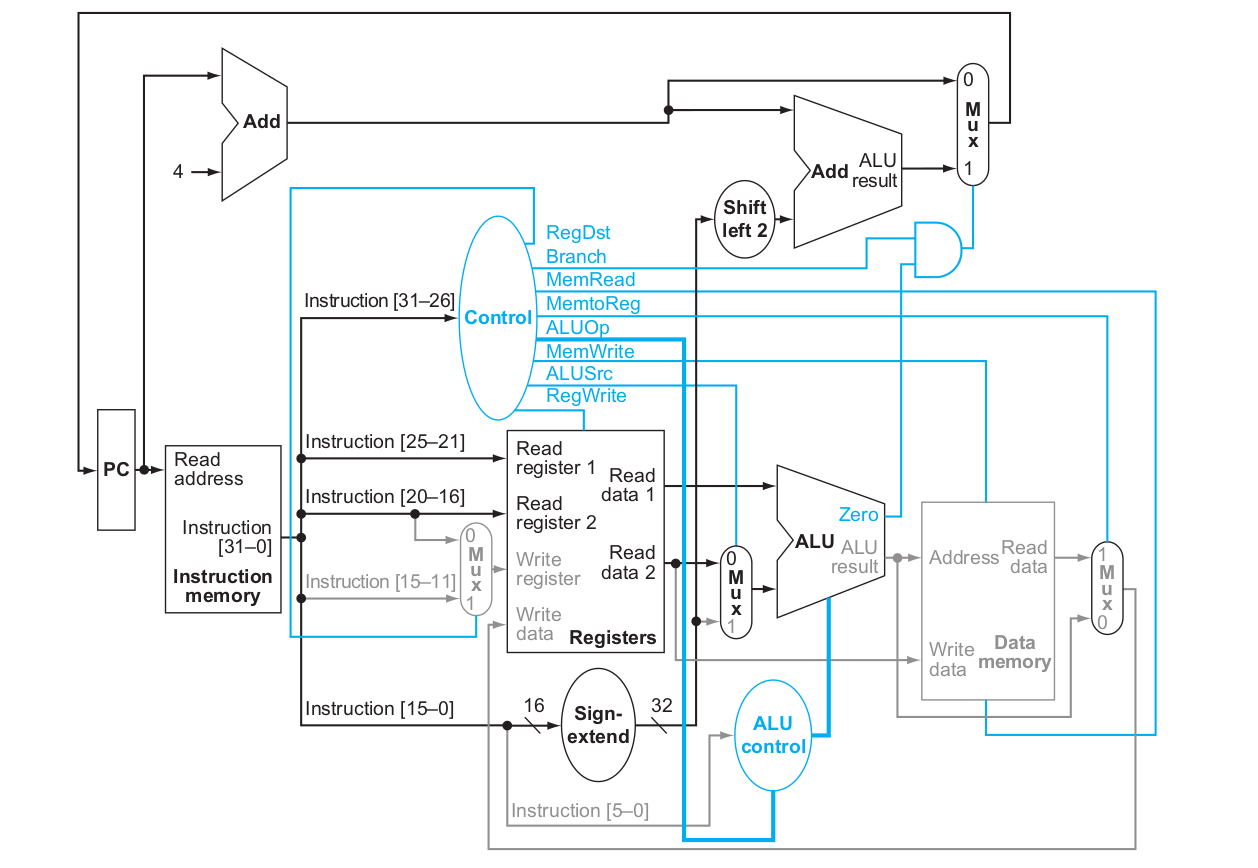 0
M
u
x
1
Add
ALU
result
Add
4
Shift
left 2
RegDst
Branch
MemRead
MemtoReg
ALUOp
MemWrite
ALUSrc
RegWrite
Instruction [31–26]
Control
Instruction [25–21]
Instruction [20–16]
Instruction [15–11]
Instruction [15–0]
Instruction [5–0]
PC
Read
address
Instruction
[31–0]
Instruction
memory
0
M
u
x
1
Read
register 1
Read
register 2
Write
register
Write
data
Read
data 1
Read
data 2
Registers
0
M
u
x
1
Zero
ALU
ALU
result
Address
Read
data
Write
data
Data
memory
1
M
u
x
0
16
Sign-
extend
32
ALU
control